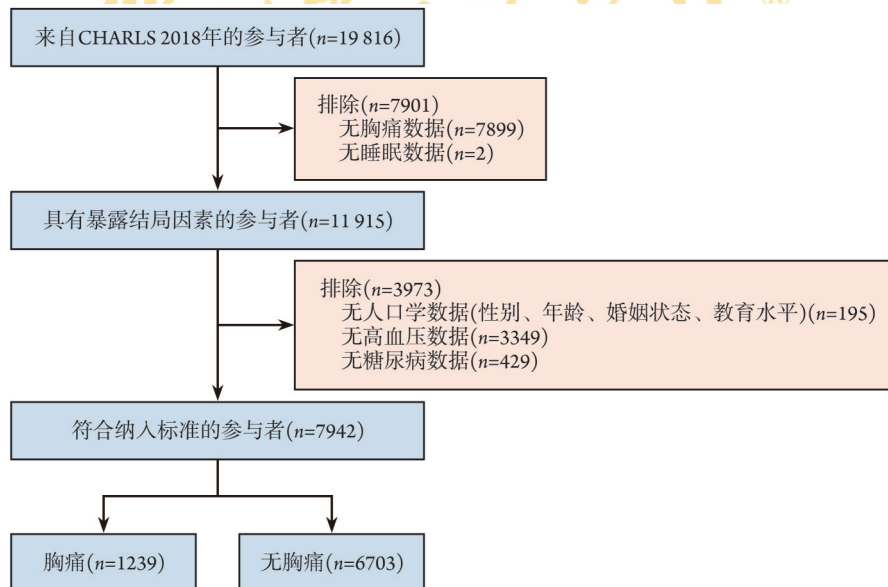 来自CHARLS 2018年的参与者(n=19 816)
排除(n=7901)
无胸痛数据(n=7899)
无睡眠数据(n=2)
具有暴露结局因素的参与者(n=11 915)
排除(n=3973)
无人口学数据(性别、年龄、婚姻状态、教育水平)(n=195)
无高血压数据(n=3349)
无糖尿病数据(n=429)
符合纳入标准的参与者(n=7942)
胸痛(n=1239)
无胸痛(n=6703)